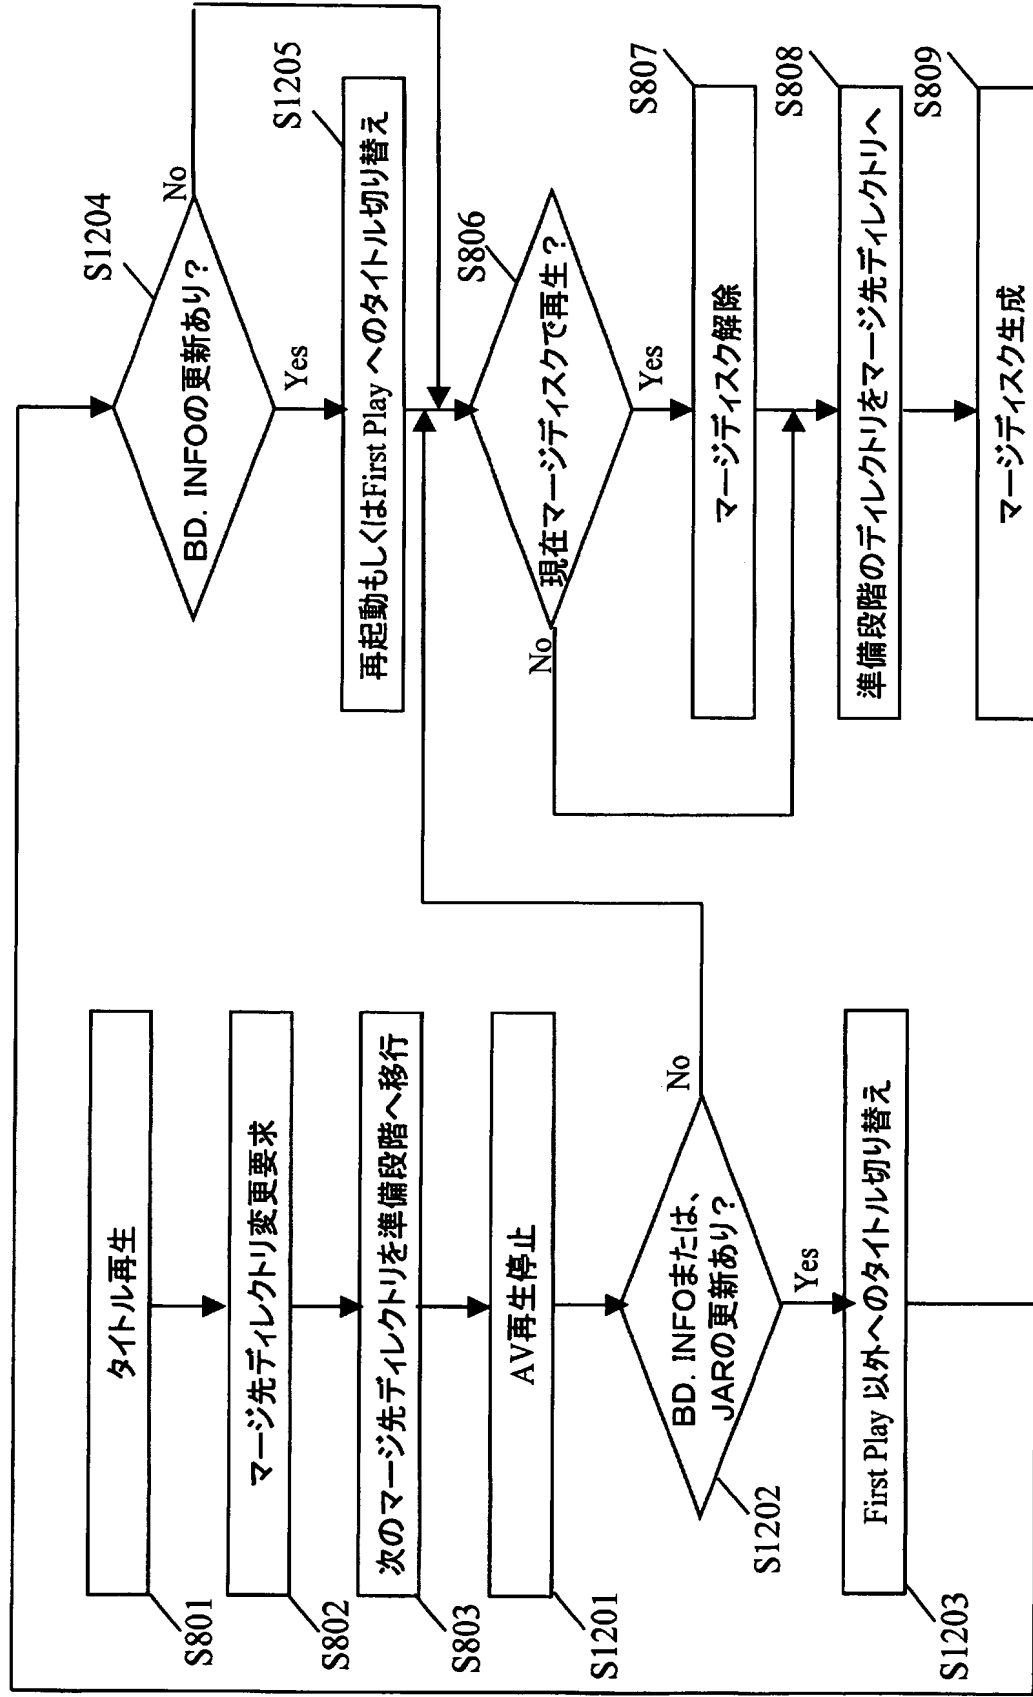 タイトル再生
S801
マージ先ディレクトリ変更要求
S802
次のマージ先ディレクトリを準備段階へ移行
S803
AV再生停止
S1201
BD. INFOまたは、
JARの更新あり？
S1202
No
Yes
First Play 以外へのタイトル切り替え
S1203
S1204
BD. INFOの更新あり？
No
Yes
S1205
再起動もしくはFirst Play へのタイトル切り替え
S806
現在マージディスクで再生？
No
Yes
S807
マージディスク解除
S808
準備段階のディレクトリをマージ先ディレクトリへ
S809
マージディスク生成